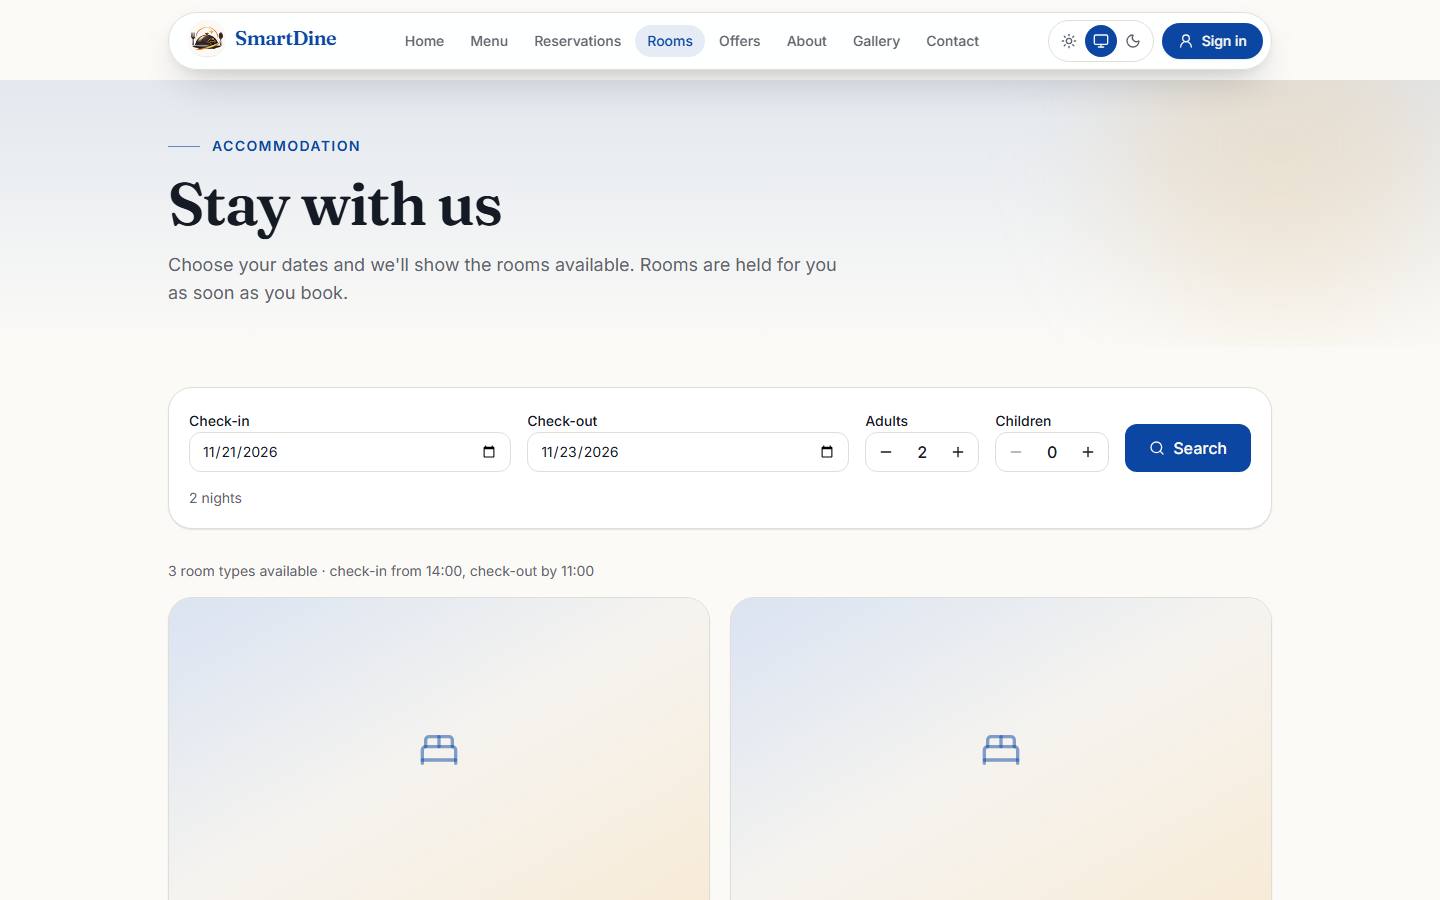 SmartDine
Home
Menu
Reservations
Rooms
Offers
About
Gallery
Contact
Sign in
ACCOMMODATION
Stay with us
Choose your dates and we'll show the rooms available. Rooms are held for you
as soon as you book.
Check-in
Check-out
Adults
Children
11/21/2026
11/23/2026
2
0
Search
2 nights
3 room types available · check-in from 14:00, check-out by 11:00